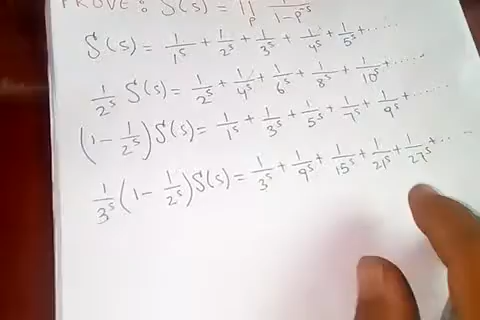 PROVE: ζ(s) = ∏_p 1/(1-p^-s)
ζ(s) = 1/1^s + 1/2^s + 1/3^s + 1/4^s + 1/5^s + .....
1/2^s ζ(s) = 1/2^s + 1/4^s + 1/6^s + 1/8^s + 1/10^s + .....
(1 - 1/2^s) ζ(s) = 1/1^s + 1/3^s + 1/5^s + 1/7^s + 1/9^s + ......
1/3^s (1 - 1/2^s) ζ(s) = 1/3^s + 1/9^s + 1/15^s + 1/21^s + 1/27^s + ...